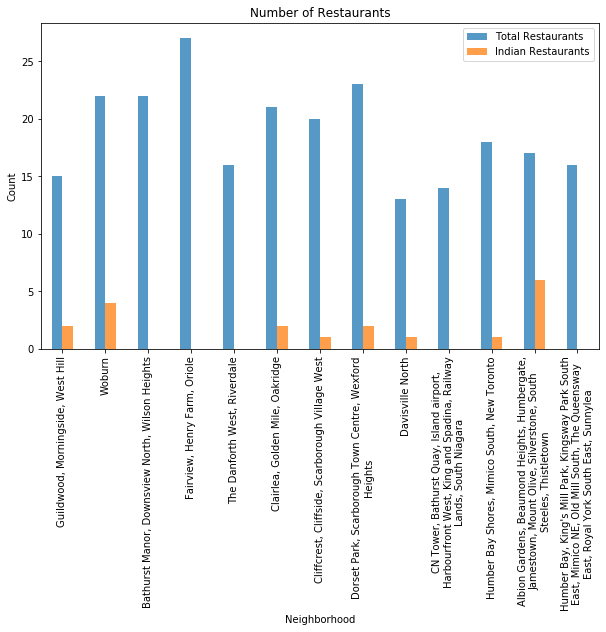 Number of Restaurants
Total Restaurants
Indian Restaurants
Count
25
20
15
10
5
0
Guildwood, Morningside, West Hill
Woburn
Bathurst Manor, Downsview North, Wilson Heights
Fairview, Henry Farm, Oriole
The Danforth West, Riverdale
Clairlea, Golden Mile, Oakridge
Cliffcrest, Cliffside, Scarborough Village West
Dorset Park, Scarborough Town Centre, Wexford
Heights
Davisville North
CN Tower, Bathurst Quay, Island airport,
Harbourfront West, King and Spadina, Railway
Lands, South Niagara
Humber Bay Shores, Mimico South, New Toronto
Albion Gardens, Beaumond Heights, Humbergate,
Jamestown, Mount Olive, Silverstone, South
Steeles, Thistletown
Humber Bay, King's Mill Park, Kingsway Park South
East, Mimico NE, Old Mill South, The Queensway
East, Royal York South East, Sunnylea
Neighborhood